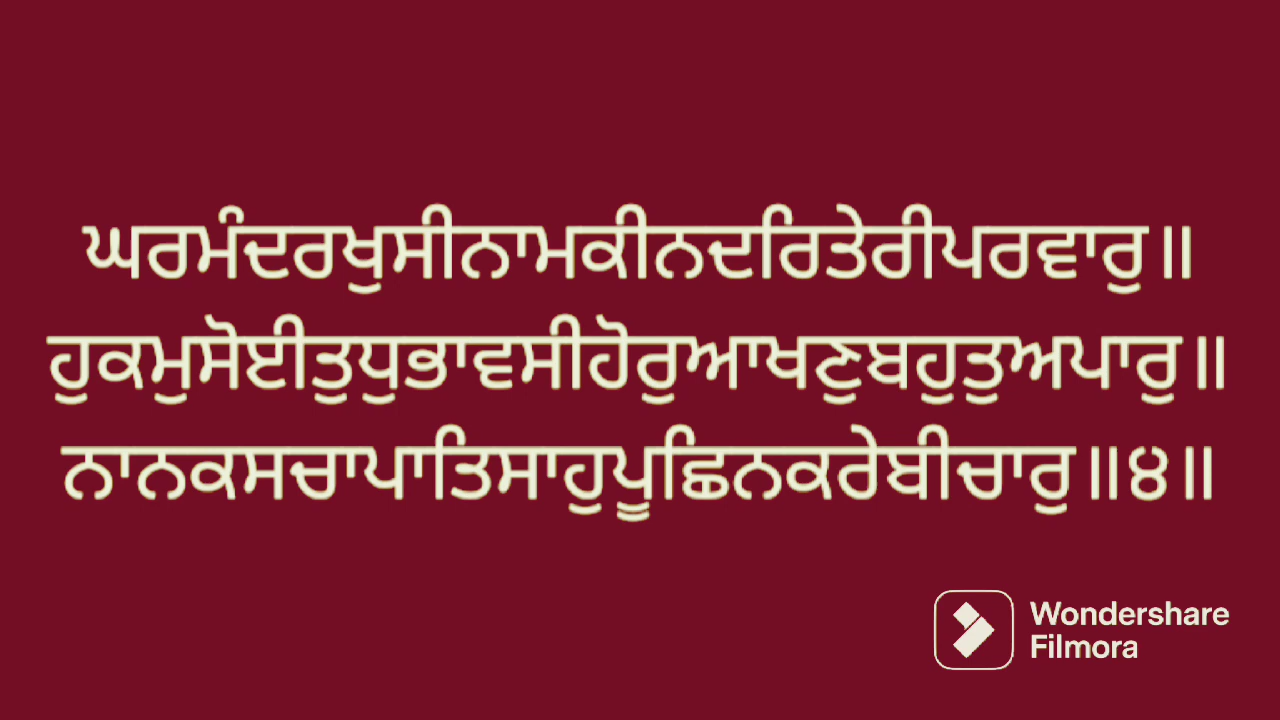 ਘਰਮੰਦਰਖੁਸੀਨਾਮਕੀਨਦਰਿਤੇਰੀਪਰਵਾਰੁ॥
ਹੁਕਮੁਸੋਈਤੁਧੁਭਾਵਸੀਹੋਰੁਆਖਣੁਬਹੁਤੁਅਪਾਰੁ॥
ਨਾਨਕਸਚਾਪਾਤਿਸਾਹੁਪੂਛਿਨਕਰੇਬੀਚਾਰੁ॥੪॥
Wondershare
Filmora